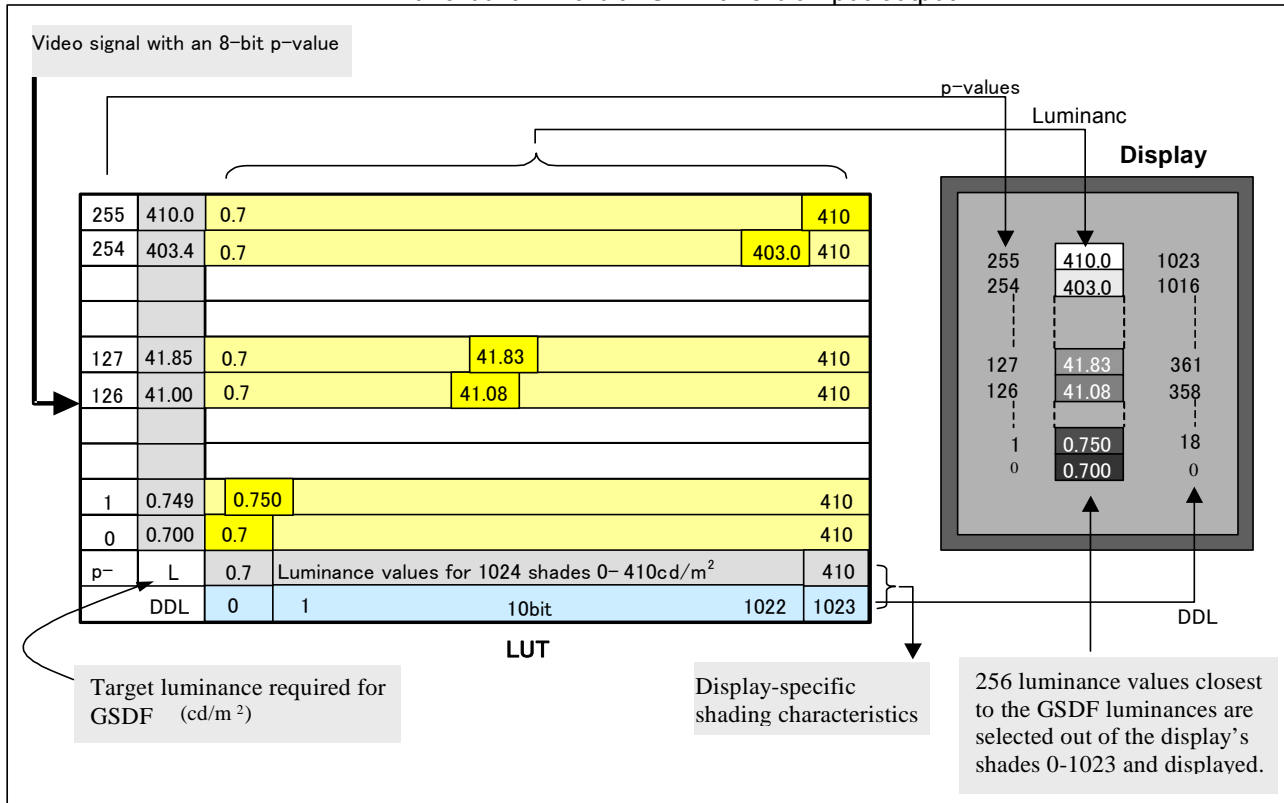 Video signal with an 8-bit p-value
p-values
Luminanc
Display
255 410.0 0.7 410
254 403.4 0.7 403.0 410
127 41.85 0.7 41.83 410
126 41.00 0.7 41.08 410
1 0.749 0.750 410
0 0.700 0.7 410
p- L 0.7 Luminance values for 1024 shades 0-410cd/m² 410
DDL 0 1 10bit 1022 1023
LUT
255 410.0 1023
254 403.0 1016
127 41.83 361
126 41.08 358
1 0.750 18
0 0.700 0
DDL
Target luminance required for
GSDF (cd/m²)
Display-specific
shading characteristics
256 luminance values closest
to the GSDF luminances are
selected out of the display's
shades 0-1023 and displayed.